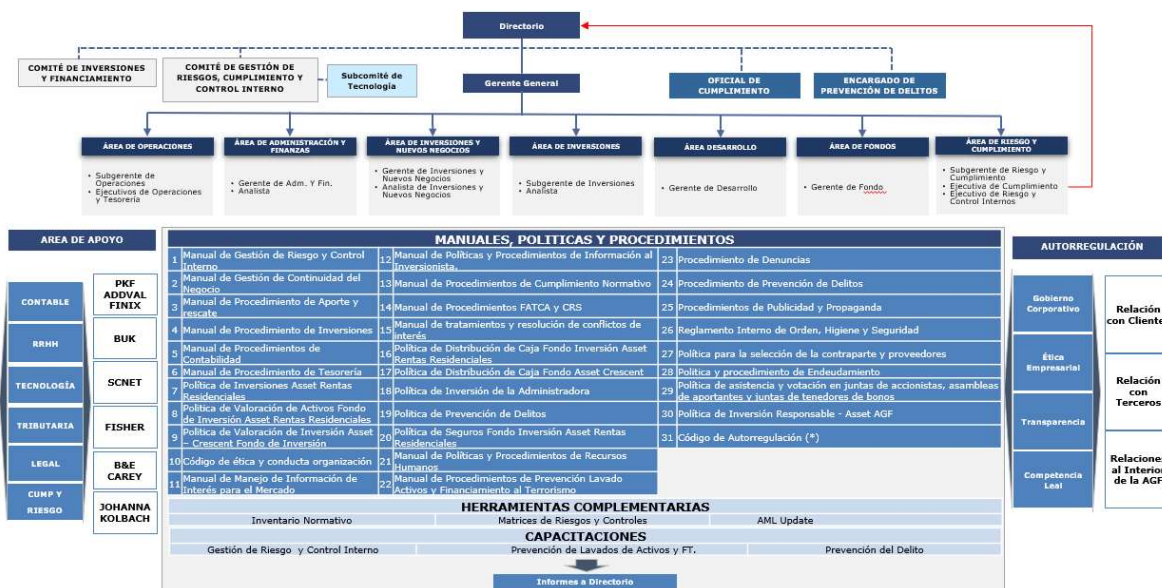 Directorio
COMITÉ DE INVERSIONES
Y FINANCIAMIENTO
COMITÉ DE GESTIÓN DE
RIESGOS, CUMPLIMIENTO Y
CONTROL INTERNO
Subcomité de
Tecnología
Gerente General
OFICIAL DE
CUMPLIMIENTO
ENCARGADO DE
PREVENCIÓN DE DELITOS
ÁREA DE OPERACIONES
• Subgerente de
Operaciones
• Ejecutivos de Operaciones
y Tesorería
ÁREA DE ADMINISTRACIÓN Y
FINANZAS
• Gerente de Adm. Y Fin.
• Analista
ÁREA DE INVERSIONES Y
NUEVOS NEGOCIOS
• Gerente de Inversiones y
Nuevos Negocios
• Analista de Inversiones y
Nuevos Negocios
ÁREA DE INVERSIONES
• Subgerente de Inversiones
• Analista
ÁREA DESARROLLO
• Gerente de Desarrollo
ÁREA DE FONDOS
• Gerente de Fondo
ÁREA DE RIESGO Y
CUMPLIMIENTO
• Subgerente de Riesgo y
Cumplimiento
• Ejecutiva de Cumplimiento
• Ejecutivo de Riesgo y
Control Internos
AREA DE APOYO
CONTABLE
PKF
ADDVAL
FINIX
RRHH
BUK
TECNOLOGÍA
SCNET
TRIBUTARIA
FISHER
LEGAL
B&E
CAREY
CUMP Y
RIESGO
JOHANNA
KOLBACH
MANUALES, POLITICAS Y PROCEDIMIENTOS
1 Manual de Gestión de Riesgo y Control
Interno
2 Manual de Gestión de Continuidad del
Negocio
3 Manual de Procedimiento de Aporte y
rescate
4 Manual de Procedimiento de Inversiones
5 Manual de Procedimientos de
Contabilidad
6 Manual de Procedimiento de Tesorería
7 Política de Inversiones Asset Rentas
Residenciales
8 Politica de Valoración de Activos Fondo
de Inversión Asset Rentas Residenciales
9 Politica de Valoración de Inversión Asset
– Crescent Fondo de Inversión
10 Código de ética y conducta organización
11 Manual de Manejo de Información de
Interés para el Mercado
12 Manual de Políticas y Procedimientos de Información al
Inversionista.
13 Manual de Procedimientos de Cumplimiento Normativo
14 Manual de Procedimientos FATCA y CRS
15 Manual de tratamientos y resolución de conflictos de
interés
16 Política de Distribución de Caja Fondo Inversión Asset
Rentas Residenciales
17 Política de Distribución de Caja Fondo Asset Crescent
18 Política de Inversión de la Administradora
19 Politica de Prevención de Delitos
20 Política de Seguros Fondo Inversión Asset Rentas
Residenciales
21 Manual de Políticas y Procedimientos de Recursos
Humanos
22 Manual de Procedimientos de Prevención Lavado
Activos y Financiamiento al Terrorismo
23 Procedimiento de Denuncias
24 Procedimiento de Prevención de Delitos
25 Procedimientos de Publicidad y Propaganda
26 Reglamento Interno de Orden, Higiene y Seguridad
27 Política para la selección de la contraparte y proveedores
28 Politica y procedimiento de Endeudamiento
29 Política de asistencia y votación en juntas de accionistas, asambleas
de aportantes y juntas de tenedores de bonos
30 Política de Inversión Responsable - Asset AGF
31 Código de Autorregulación (*)
HERRAMIENTAS COMPLEMENTARIAS
Inventario Normativo
Matrices de Riesgos y Controles
AML Update
CAPACITACIONES
Gestión de Riesgo y Control Interno
Prevención de Lavados de Activos y FT.
Prevención del Delito
Informes a Directorio
AUTORREGULACIÓN
Gobierno
Corporativo
Ética
Empresarial
Transparencia
Competencia
Leal
Relación
con Cliente
Relación
con
Terceros
Relaciones
al Interior
de la AGF